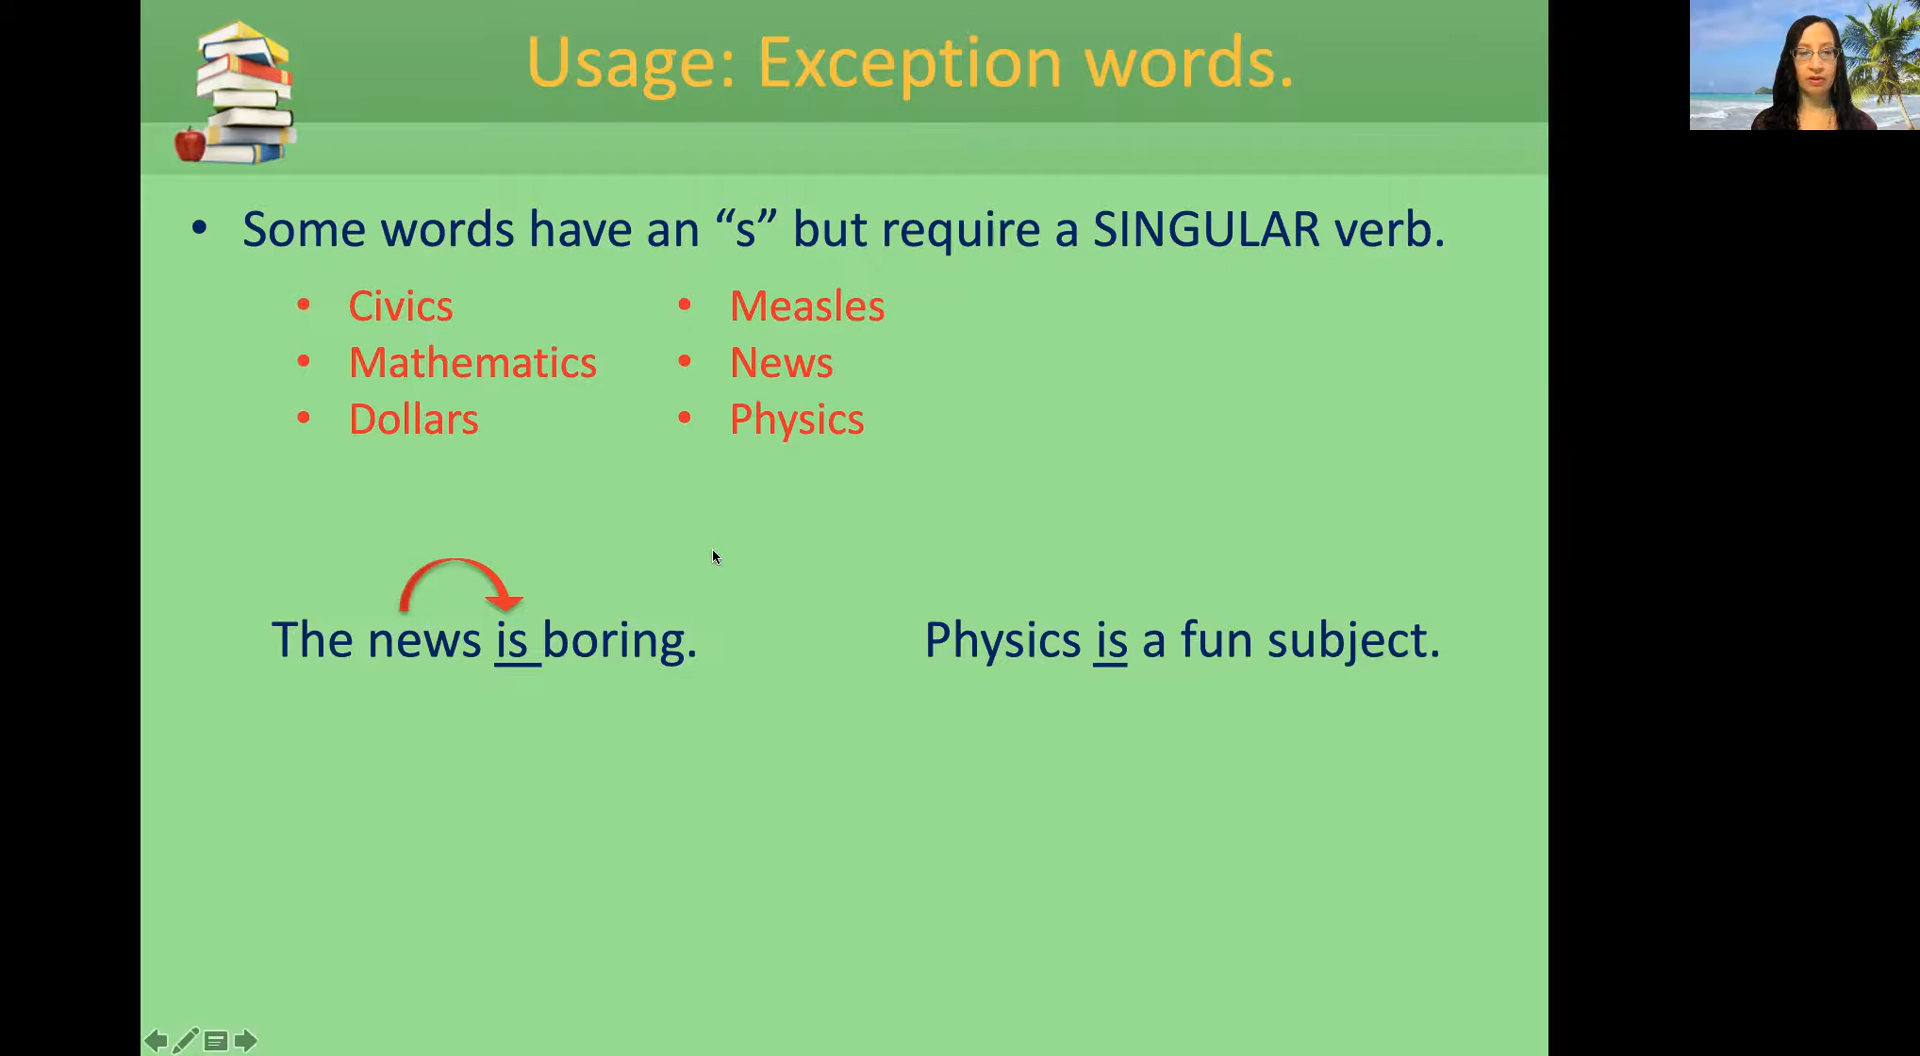 Usage: Exception words.
• Some words have an “s” but require a SINGULAR verb.
• Civics
• Mathematics
• Dollars
• Measles
• News
• Physics
The news is boring.
Physics is a fun subject.